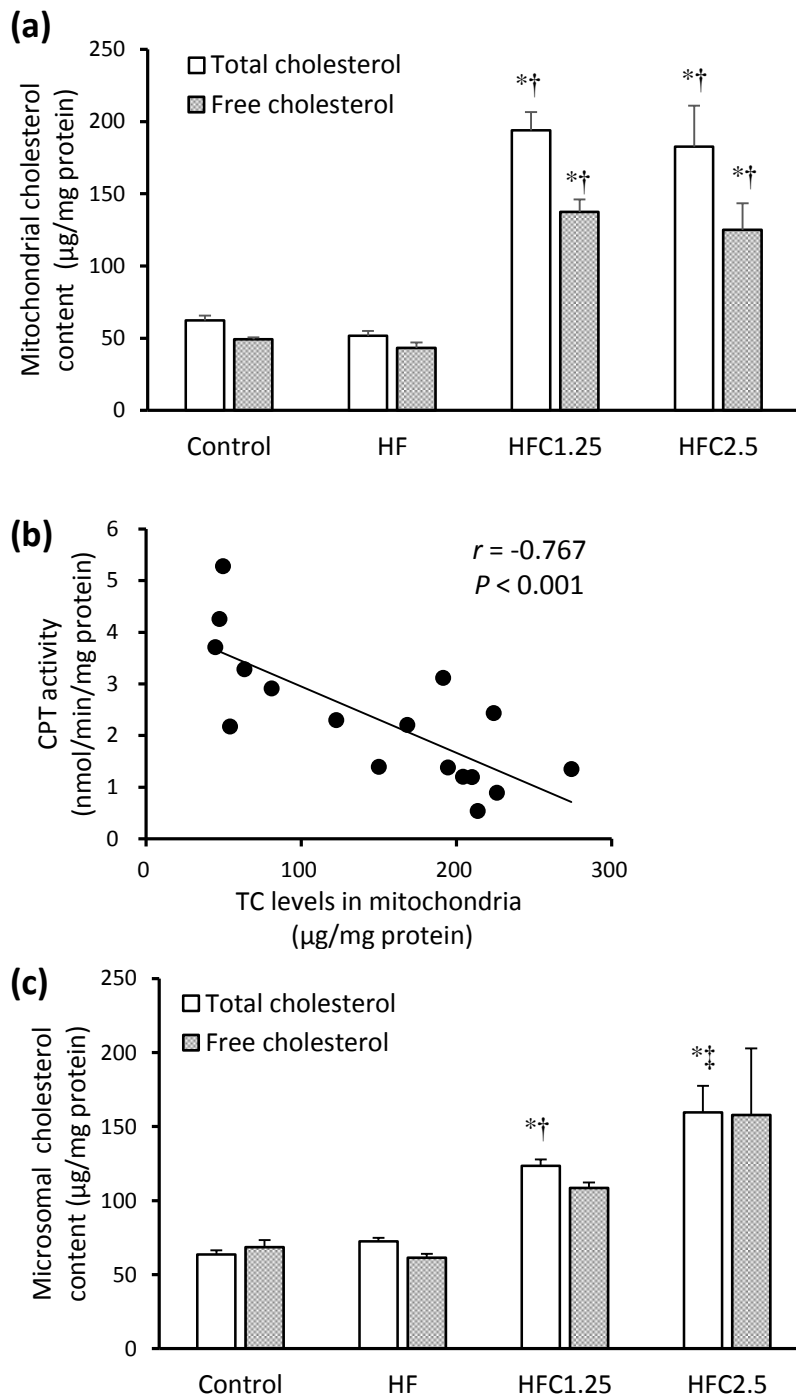 (a)
Mitochondrial cholesterol
content (µg/mg protein)
250
200
150
100
50
0
Total cholesterol
Free cholesterol
*†
*†
*†
*†
Control
HF
HFC1.25
HFC2.5
(b)
CPT activity
(nmol/min/mg protein)
6
5
4
3
2
1
0
r = -0.767
P < 0.001
0
100
200
300
TC levels in mitochondria
(µg/mg protein)
(c)
Microsomal cholesterol
content (µg/mg protein)
250
200
150
100
50
0
Total cholesterol
Free cholesterol
*†
*‡
Control
HF
HFC1.25
HFC2.5